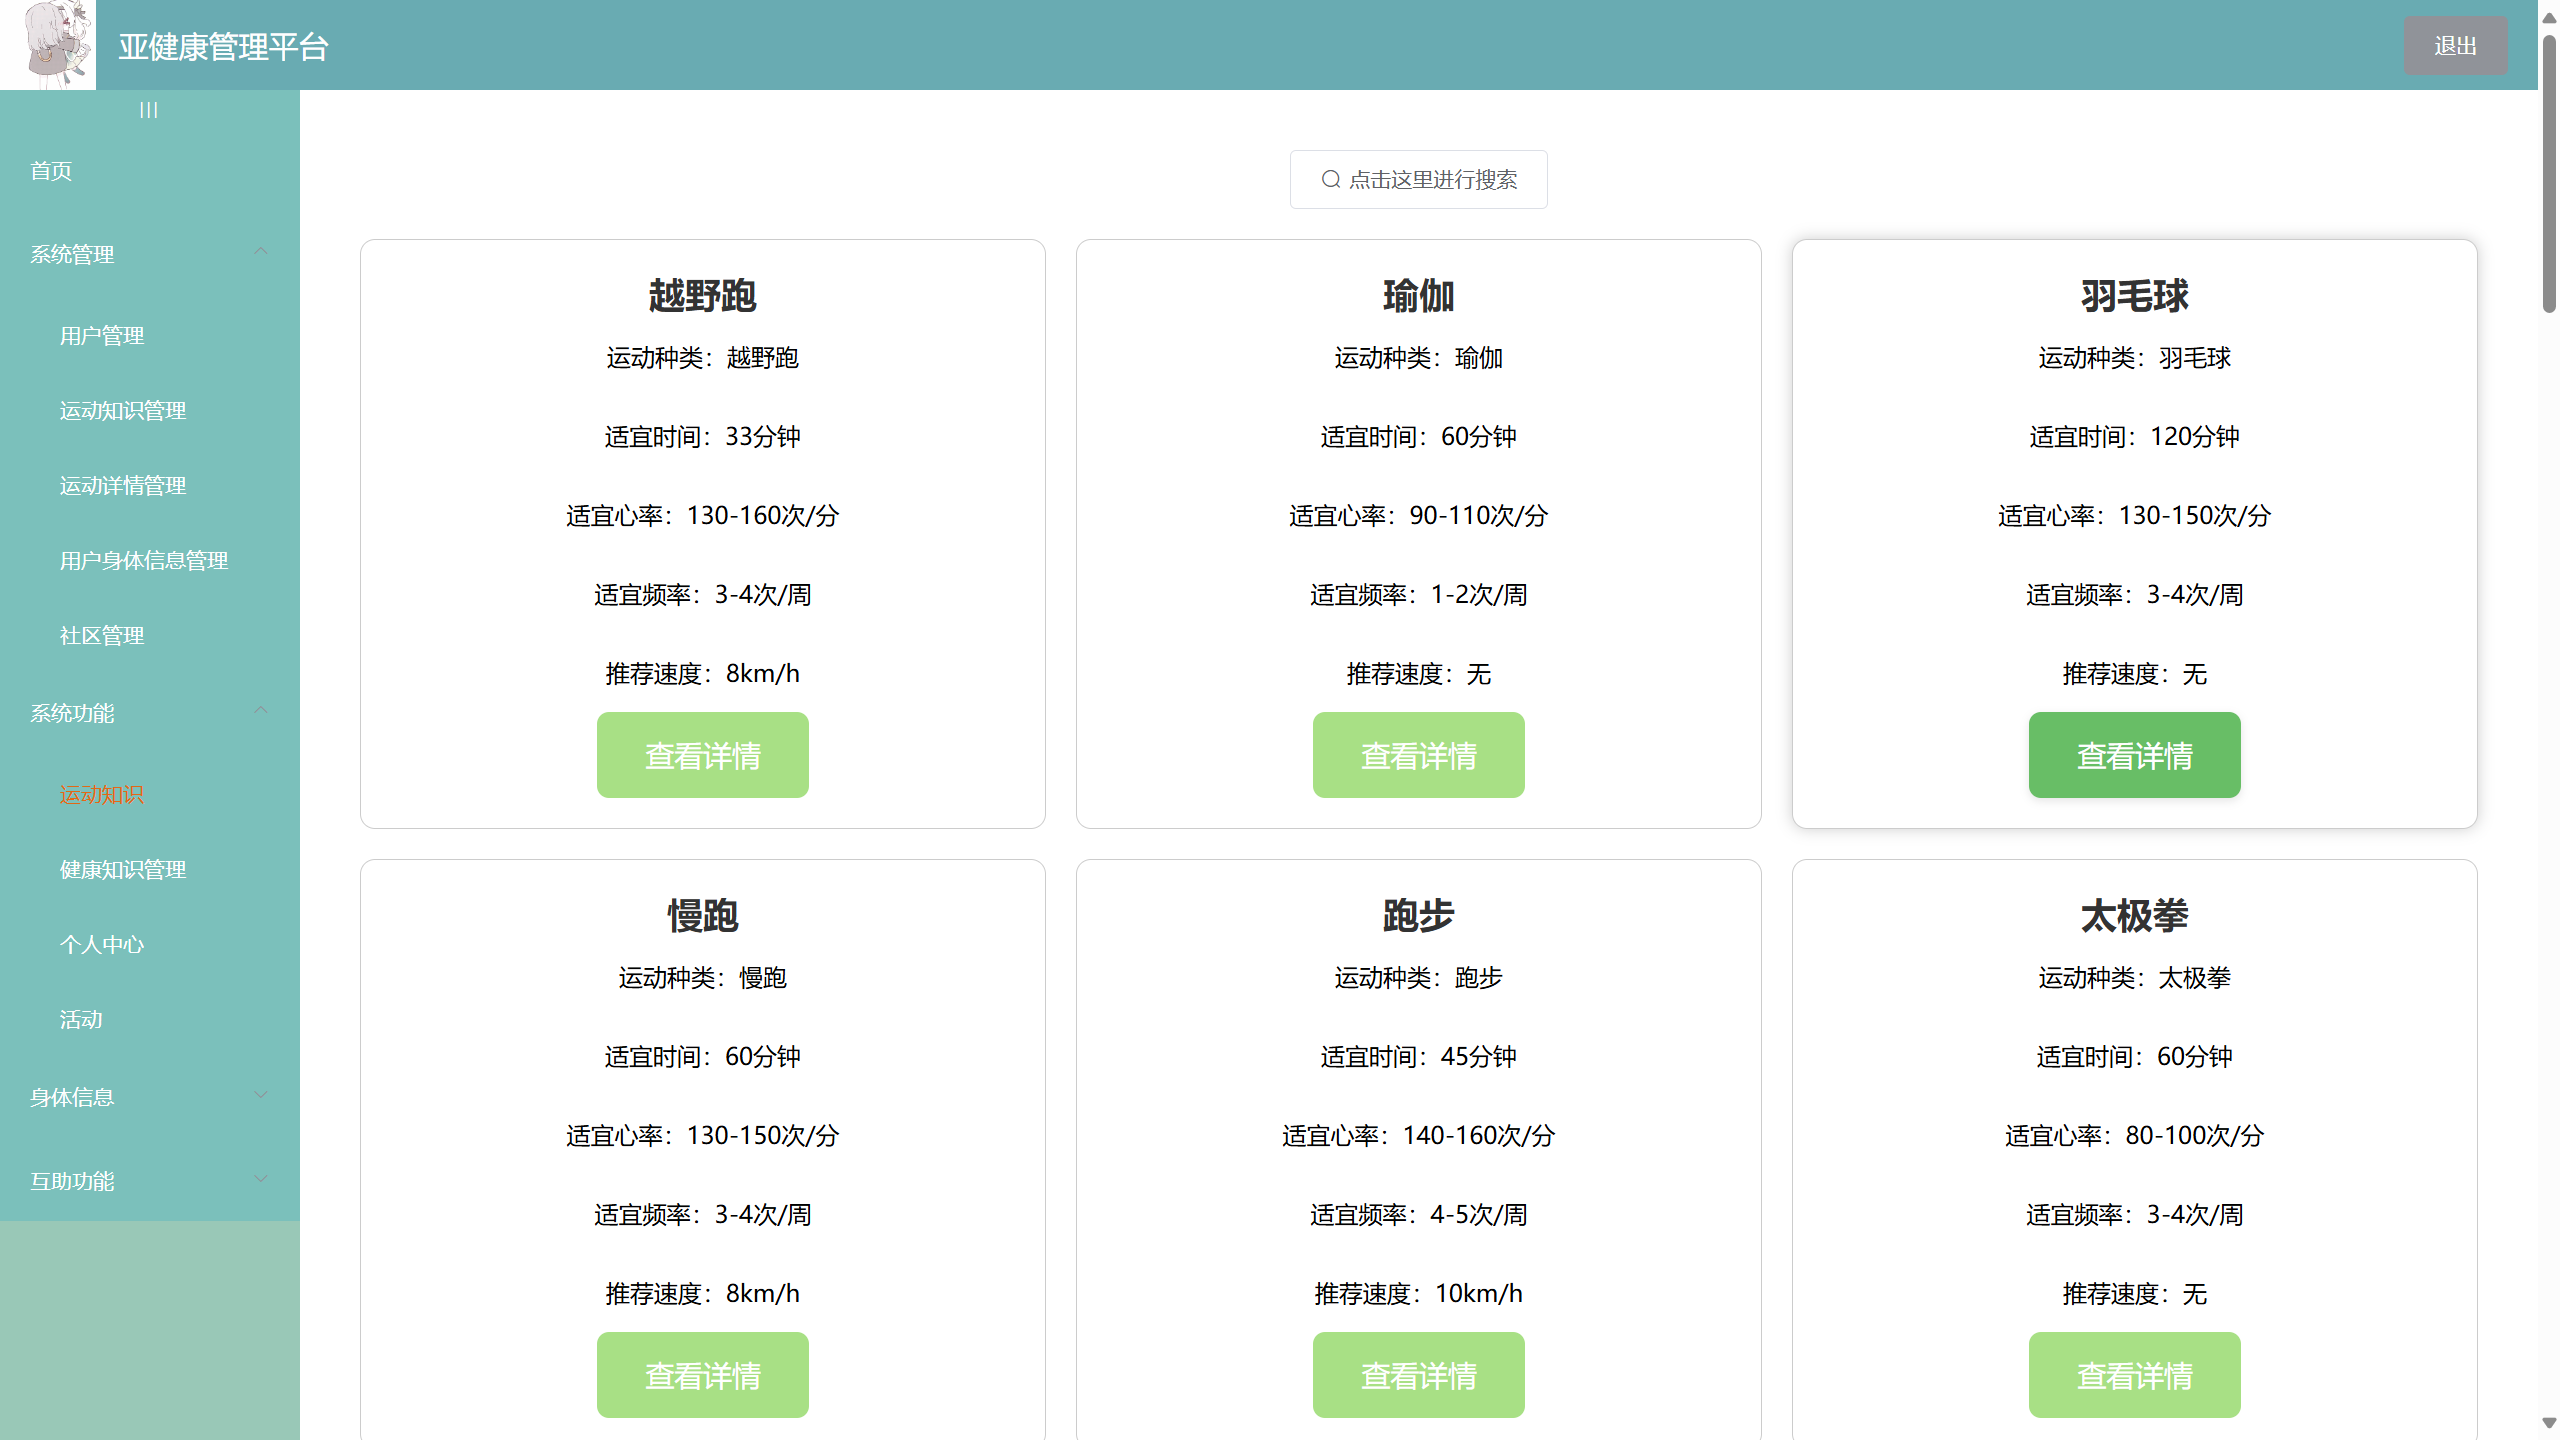 亚健康管理平台
退出
首页
系统管理
用户管理
运动知识管理
运动详情管理
用户身体信息管理
社区管理
系统功能
运动知识
健康知识管理
个人中心
活动
身体信息
互助功能
点击这里进行搜索
越野跑
运动种类：越野跑
适宜时间：33分钟
适宜心率：130-160次/分
适宜频率：3-4次/周
推荐速度：8km/h
查看详情
瑜伽
运动种类：瑜伽
适宜时间：60分钟
适宜心率：90-110次/分
适宜频率：1-2次/周
推荐速度：无
查看详情
羽毛球
运动种类：羽毛球
适宜时间：120分钟
适宜心率：130-150次/分
适宜频率：3-4次/周
推荐速度：无
查看详情
慢跑
运动种类：慢跑
适宜时间：60分钟
适宜心率：130-150次/分
适宜频率：3-4次/周
推荐速度：8km/h
查看详情
跑步
运动种类：跑步
适宜时间：45分钟
适宜心率：140-160次/分
适宜频率：4-5次/周
推荐速度：10km/h
查看详情
太极拳
运动种类：太极拳
适宜时间：60分钟
适宜心率：80-100次/分
适宜频率：3-4次/周
推荐速度：无
查看详情